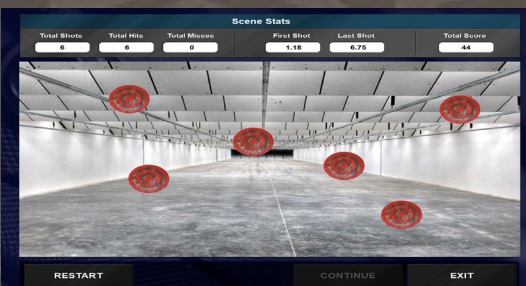 Scene Stats
Total Shots Total Hits Total Misses First Shot Last Shot Total Score
6 6 0 1.18 6.75 44
RESTART CONTINUE EXIT